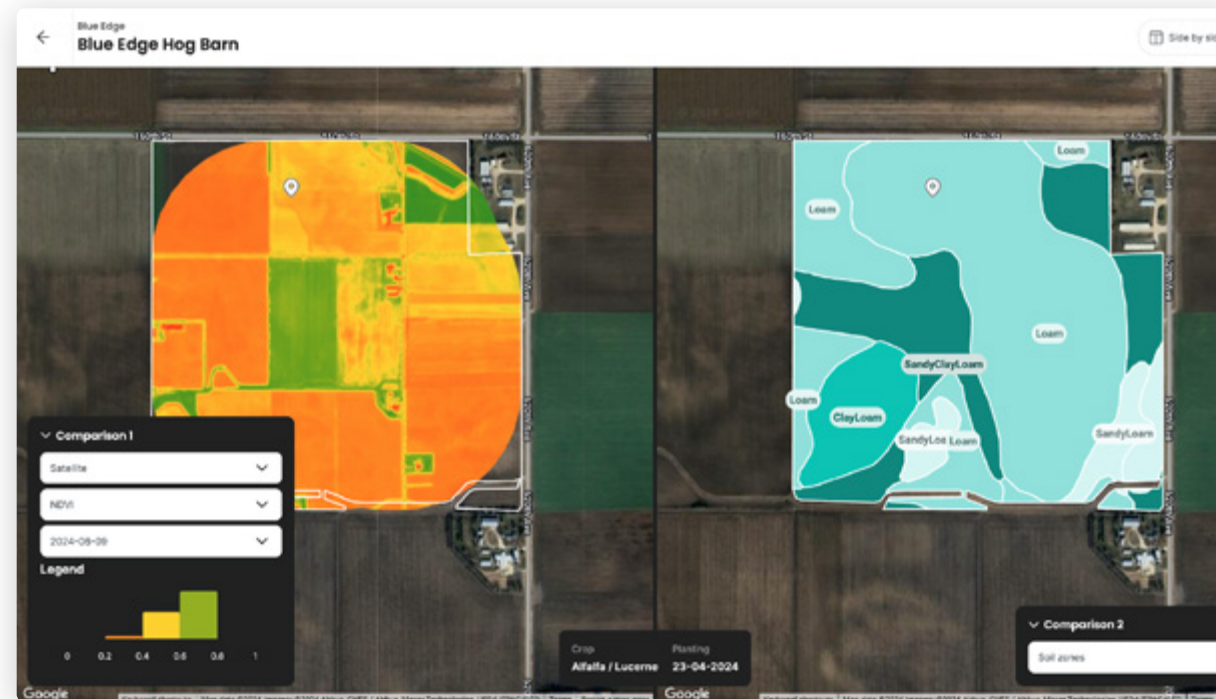 Blue Edge
Blue Edge Hog Barn
Side by si
Loam
Loam
Loam
SandyClayLoam
Loam
ClayLoam
SandyLoa
Loam
SandyLoam
Comparison 1
Satellite
NDVI
2024-08-09
Legend
0 0.2 0.4 0.6 0.8 1
Crop
Alfalfa / Lucerne
Planting
23-04-2024
Comparison 2
Soil zones
Google
Google